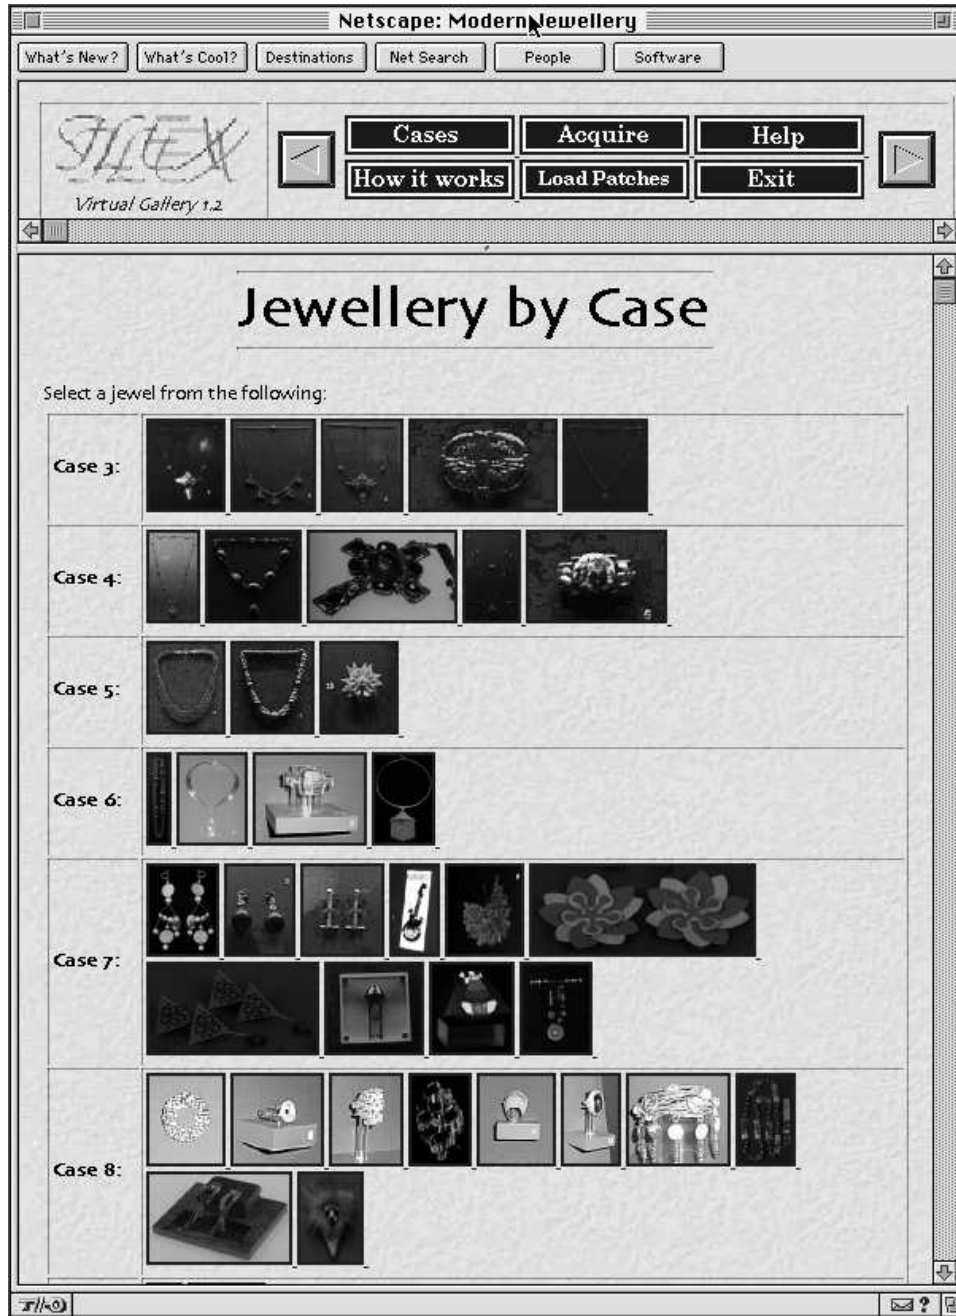 Netscape: Modern Jewellery
What's New? What's Cool? Destinations Net Search People Software
ILEX
Cases Acquire Help
How it works Load Patches Exit
Virtual Gallery 1.2
Jewellery by Case
Select a jewel from the following:
Case 3:
Case 4:
Case 5:
Case 6:
Case 7:
Case 8: